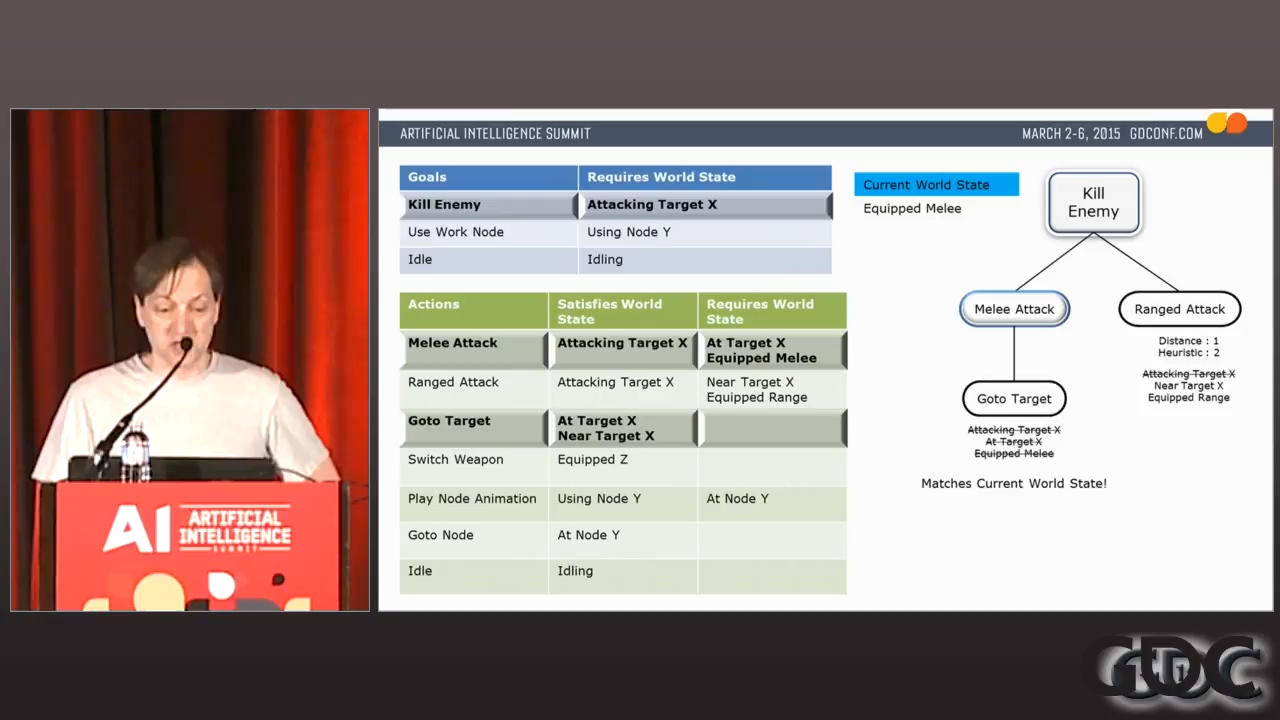 ARTIFICIAL INTELLIGENCE SUMMIT
MARCH 2-6, 2015 GDCONF.COM
Goals Requires World State
Kill Enemy Attacking Target X
Use Work Node Using Node Y
Idle Idling
Actions Satisfies World State Requires World State
Melee Attack Attacking Target X At Target X
Equipped Melee
Ranged Attack Attacking Target X Near Target X
Equipped Range
Goto Target At Target X
Near Target X
Switch Weapon Equipped Z
Play Node Animation Using Node Y At Node Y
Goto Node At Node Y
Idle Idling
Current World State
Equipped Melee
Kill
Enemy
Melee Attack
Ranged Attack
Distance : 1
Heuristic : 2
Attacking Target X
Near Target X
Equipped Range
Goto Target
Attacking Target X
At Target X
Equipped Melee
Matches Current World State!
AI ARTIFICIAL
INTELLIGENCE
SUMMIT
GDC